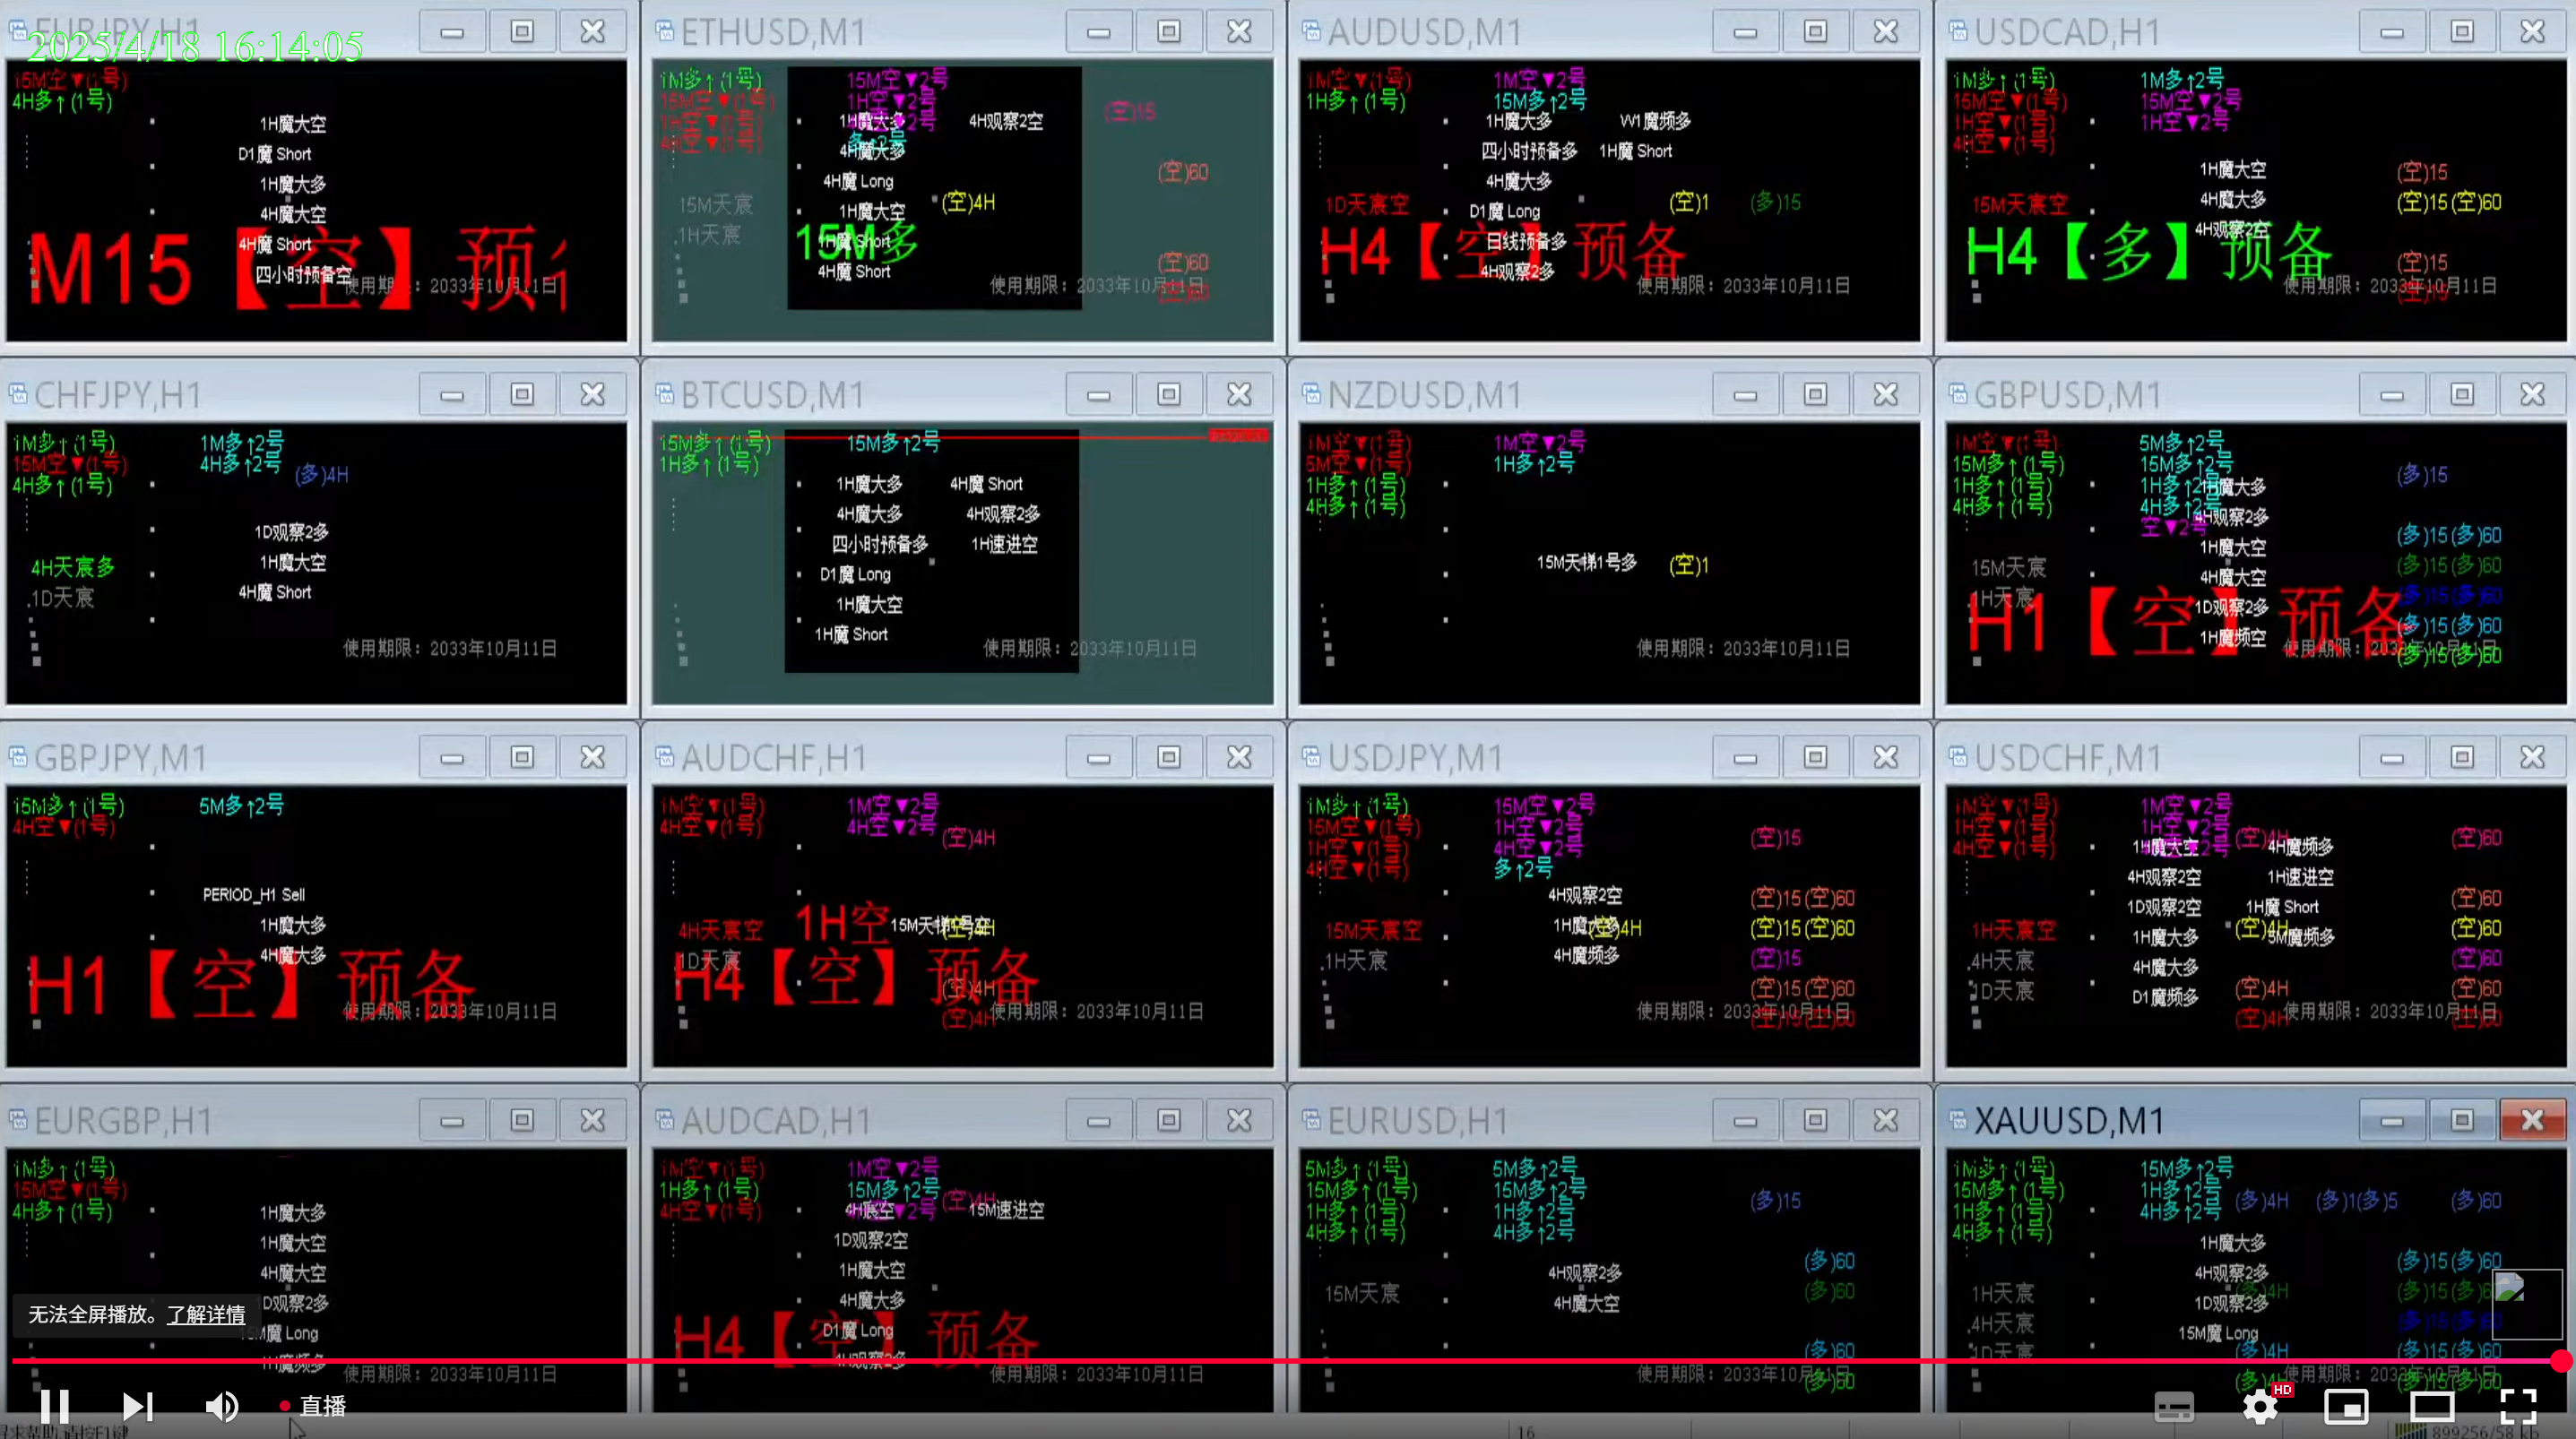 EURJPY,H1
2025/4/18 16:14:05
15M空▼(1号)
4H多↑(1号)
1H魔大空
D1魔 Short
1H魔大多
4H魔大空
4H魔 Short
四小时预备空
M15【空】预
使用期限：2033年10月11日
ETHUSD,M1
1M多↑(1号)
15M空▼(1号)
1H空▼(1号)
4H空▼(1号)
15M空▼2号
1H空▼2号
多↑2号
1H魔大多
4H观察2空
(空)15
4H魔大多
(空)60
4H魔 Long
15M天宸
1H魔大空
(空)4H
.1H天宸
15M多
1H魔 Short
(空)60
4H魔 Short
(空)60
使用期限：2033年10月11日
AUDUSD,M1
1M空▼(1号)
1H多↑(1号)
1M空▼2号
15M多↑2号
1H魔大多
W1魔频多
四小时预备多
1H魔 Short
4H魔大多
1D天宸空
D1魔 Long
(空)1
(多)15
H4【空】预备
日线预备多
4H观察2多
使用期限：2033年10月11日
USDCAD,H1
1M多↑(1号)
15M空▼(1号)
1H空▼(1号)
4H空▼(1号)
1M多↑2号
15M空▼2号
1H空▼2号
1H魔大空
(空)15
4H魔大多
(空)15(空)60
15M天宸空
4H观察2空
H4【多】预备
(空)15
(空)15
使用期限：2033年10月11日
CHFJPY,H1
1M多↑(1号)
15M空▼(1号)
4H多↑(1号)
1M多↑2号
4H多↑2号
(多)4H
1D观察2多
1H魔大空
4H天宸多
.1D天宸
4H魔 Short
使用期限：2033年10月11日
BTCUSD,M1
15M多↑(1号)
1H多↑(1号)
15M多↑2号
1H魔大多
4H魔 Short
4H魔大多
4H观察2多
四小时预备多
1H速进空
D1魔 Long
1H魔大空
1H魔 Short
使用期限：2033年10月11日
NZDUSD,M1
1M空▼(1号)
5M空▼(1号)
1H多↑(1号)
4H多↑(1号)
1M空▼2号
1H多↑2号
15M天梯1号多
(空)1
使用期限：2033年10月11日
GBPUSD,M1
1M空▼(1号)
15M多↑(1号)
1H多↑(1号)
4H多↑(1号)
5M多↑2号
15M多↑2号
1H多↑2号
4H多↑2号
空▼2号
(多)15
1H魔大多
4H观察2多
1H魔大空
(多)15(多)60
15M天宸
4H魔大空
(多)15(多)60
.1H天宸
1D观察2多
(多)15(多)60
H1【空】预备
1H魔频空
(多)15(多)60
(多)15(多)60
使用期限：2033年10月11日
GBPJPY,M1
15M多↑(1号)
4H空▼(1号)
5M多↑2号
PERIOD_H1 Sell
1H魔大多
4H魔大多
H1【空】预备
使用期限：2033年10月11日
AUDCHF,H1
1M空▼(1号)
4H空▼(1号)
1M空▼2号
4H空▼2号
(空)4H
4H天宸空
1H空
15M天梯1号空
(空)4H
.1D天宸
H4【空】预备
(空)4H
(空)4H
使用期限：2033年10月11日
USDJPY,M1
1M多↑(1号)
15M空▼(1号)
1H空▼(1号)
4H空▼(1号)
15M空▼2号
1H空▼2号
4H空▼2号
多↑2号
(空)15
4H观察2空
(空)15(空)60
15M天宸空
1H魔大多
(空)4H
(空)15(空)60
.1H天宸
4H魔频多
(空)15
(空)15(空)60
(空)15(空)60
使用期限：2033年10月11日
USDCHF,M1
1M空▼(1号)
1H空▼(1号)
4H空▼(1号)
1M空▼2号
1H空▼2号
(空)4H
(空)60
1H魔大空
4H魔频多
4H观察2空
1H速进空
1D观察2空
1H魔 Short
(空)60
1H天宸空
1H魔大多
(空)4H
5M魔频多
(空)60
.4H天宸
4H魔大多
(空)60
1D天宸
D1魔频多
(空)4H
(空)60
(空)4H
(空)60
使用期限：2033年10月11日
EURGBP,H1
1M多↑(1号)
15M空▼(1号)
4H多↑(1号)
1H魔大多
1H魔大空
4H魔大空
1D观察2多
15M魔 Long
1H魔频多
使用期限：2033年10月11日
AUDCAD,H1
1M空▼(1号)
1H多↑(1号)
4H空▼(1号)
1M空▼2号
15M多↑2号
(空)4H
15M速进空
1D观察2空
1H魔大空
4H魔大多
D1魔 Long
H4【空】预备
4H观察2多
使用期限：2033年10月11日
EURUSD,H1
5M多↑(1号)
15M多↑(1号)
1H多↑(1号)
4H多↑(1号)
5M多↑2号
15M多↑2号
1H多↑2号
4H多↑2号
(多)15
4H观察2多
(多)60
15M天宸
4H魔大空
(多)60
(多)60
(多)60
使用期限：2033年10月11日
XAUUSD,M1
1M多↑(1号)
15M多↑(1号)
1H多↑(1号)
4H多↑(1号)
15M多↑2号
1H多↑2号
4H多↑2号
(多)4H
(多)1(多)5
(多)60
1H魔大多
4H观察2多
(多)15(多)60
1H天宸
1D观察2多
.4H天宸
15M魔 Long
1D天宸
(多)4H
(多)15(多)60
(多)15(多)60
使用期限：2033年10月11日
无法全屏播放。了解详情
直播
HD
16
899256/58 kb